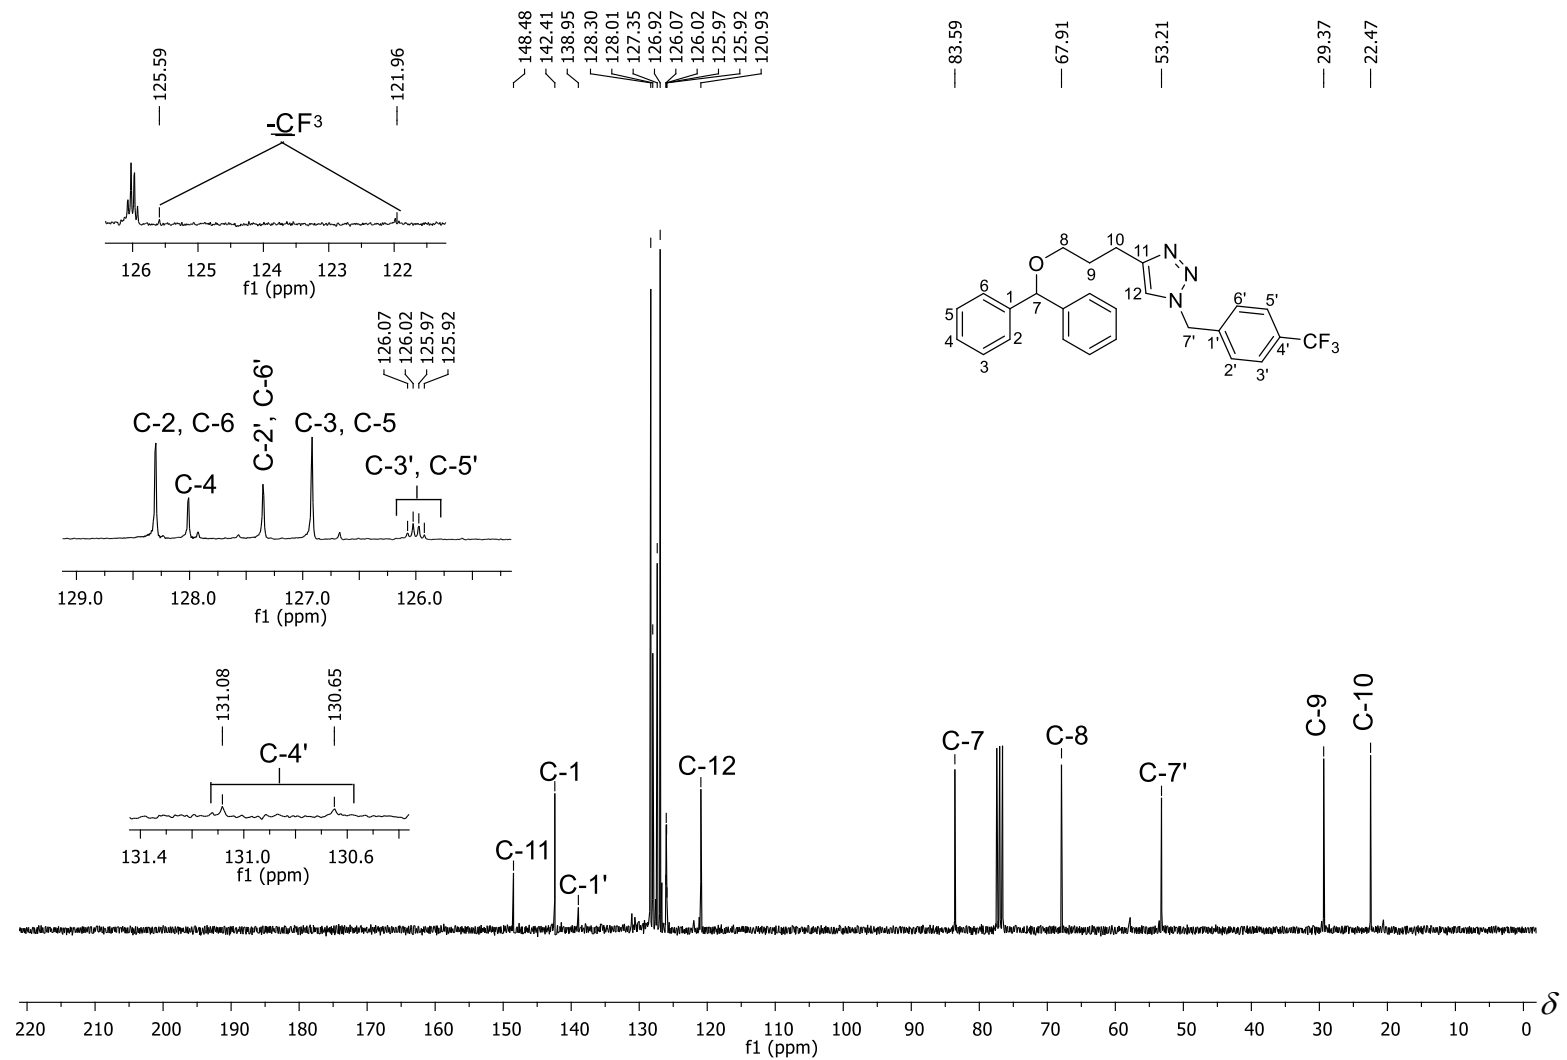 148.48
142.41
138.95
128.30
128.01
127.35
126.92
126.07
126.02
125.97
125.92
120.93
83.59
67.91
53.21
29.37
22.47
125.59
121.96
-CF3
126 125 124 123 122
f1 (ppm)
O
8
9
10
11
12
N
N
N
1
2
3
4
5
6
7
7'
1'
2'
3'
4'
5'
6'
CF3
126.07
126.02
125.97
125.92
C-2, C-6
C-4
C-2', C-6'
C-3, C-5
C-3', C-5'
129.0 128.0 127.0 126.0
f1 (ppm)
131.08
130.65
C-4'
131.4 131.0 130.6
f1 (ppm)
C-11
C-1
C-1'
C-12
C-7
C-8
C-7'
C-9
C-10
220 210 200 190 180 170 160 150 140 130 120 110 100 90 80 70 60 50 40 30 20 10 0
δ
f1 (ppm)